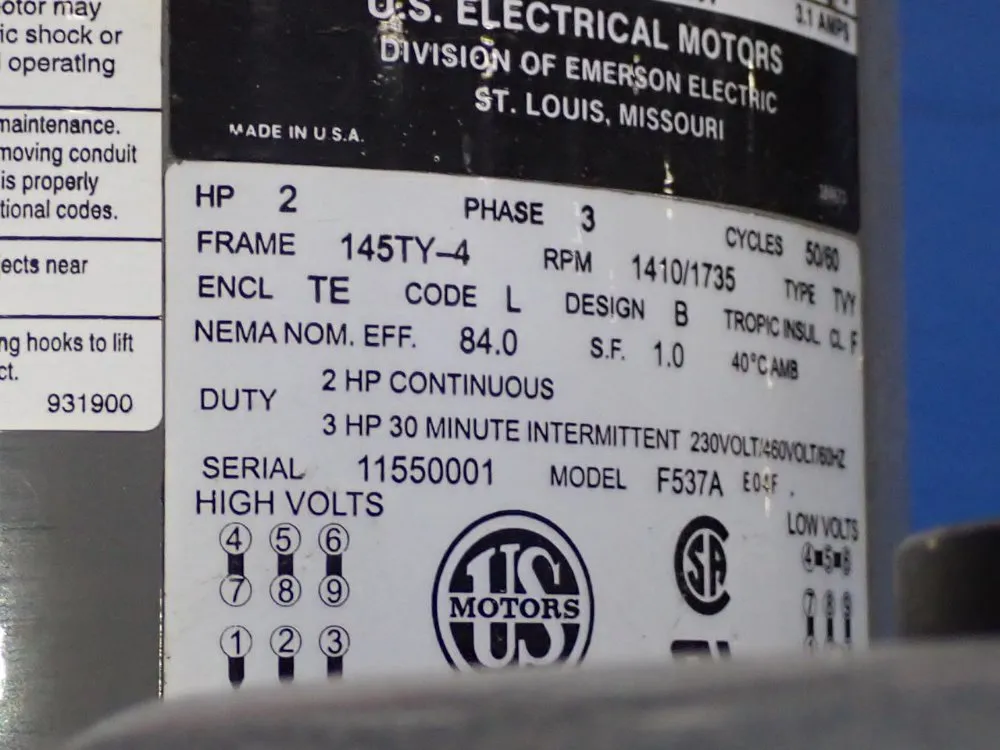 otor may
ic shock or
operating
maintenance.
moving conduit
is properly
tional codes.
ects near
ng hooks to lift
ct.
931900
3.1 AMPS
U.S. ELECTRICAL MOTORS
DIVISION OF EMERSON ELECTRIC
ST. LOUIS, MISSOURI
MADE IN U.S.A.
HP 2 PHASE 3 CYCLES 50/60
FRAME 145TY-4 RPM 1410/1735 TYPE TVY
ENCL TE CODE L DESIGN B TROPIC INSUL CL F
NEMA NOM. EFF. 84.0 S.F. 1.0 40°C AMB
DUTY 2 HP CONTINUOUS
3 HP 30 MINUTE INTERMITTENT 230VOLT/460VOLT/60HZ
SERIAL 11550001 MODEL F537A E04F
HIGH VOLTS
4 5 6
7 8 9
1 2 3
US
MOTORS
SA
LOW VOLTS
4 5 6
7 8 9